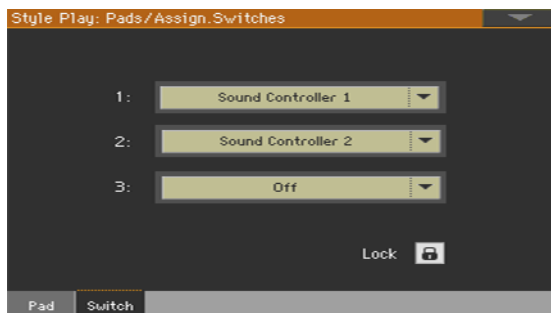 Style Play: Pads/Assign.Switches
1: Sound Controller 1
2: Sound Controller 2
3: Off
Lock
Pad Switch